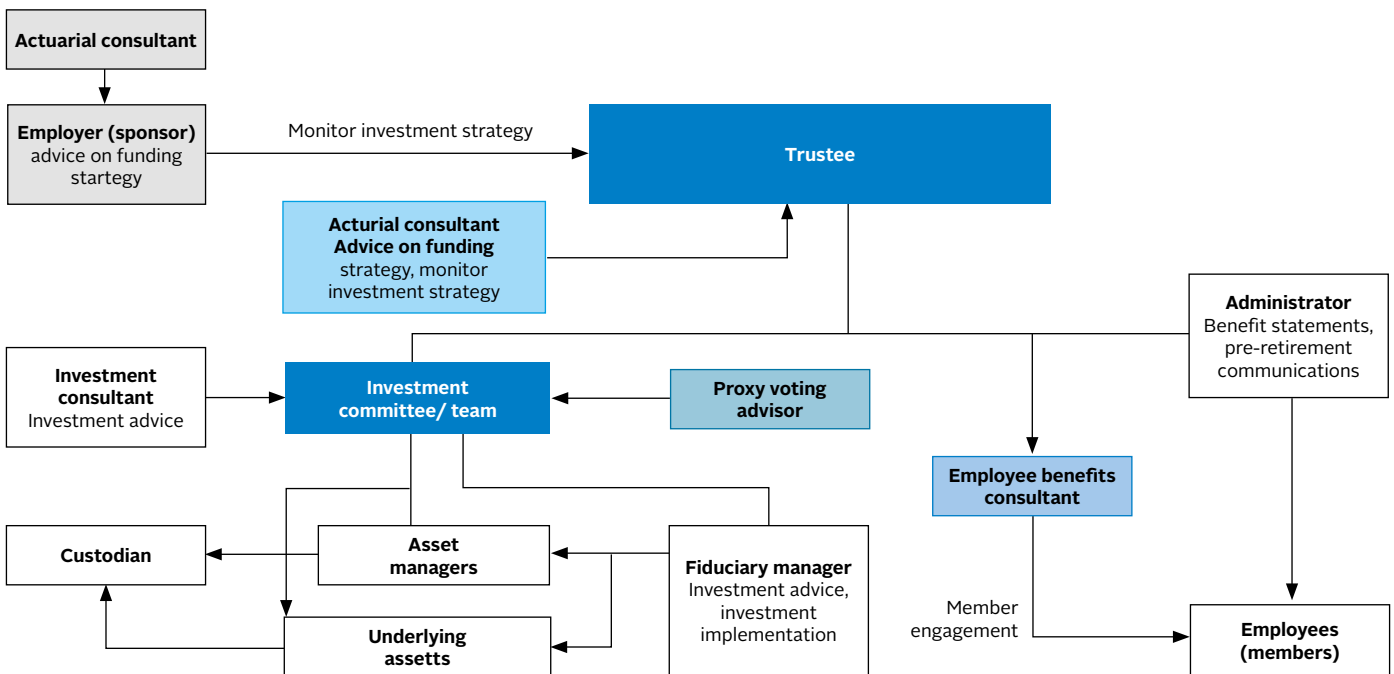 Actuarial consultant
Employer (sponsor)
advice on funding
startegy
Monitor investment strategy
Trustee
Acturial consultant
Advice on funding
strategy, monitor
investment strategy
Administrator
Benefit statements,
pre-retirement
communications
Investment
consultant
Investment advice
Investment
committee/ team
Proxy voting
advisor
Employee benefits
consultant
Custodian
Asset
managers
Fiduciary manager
Investment advice,
investment
implementation
Underlying
assetts
Member
engagement
Employees
(members)